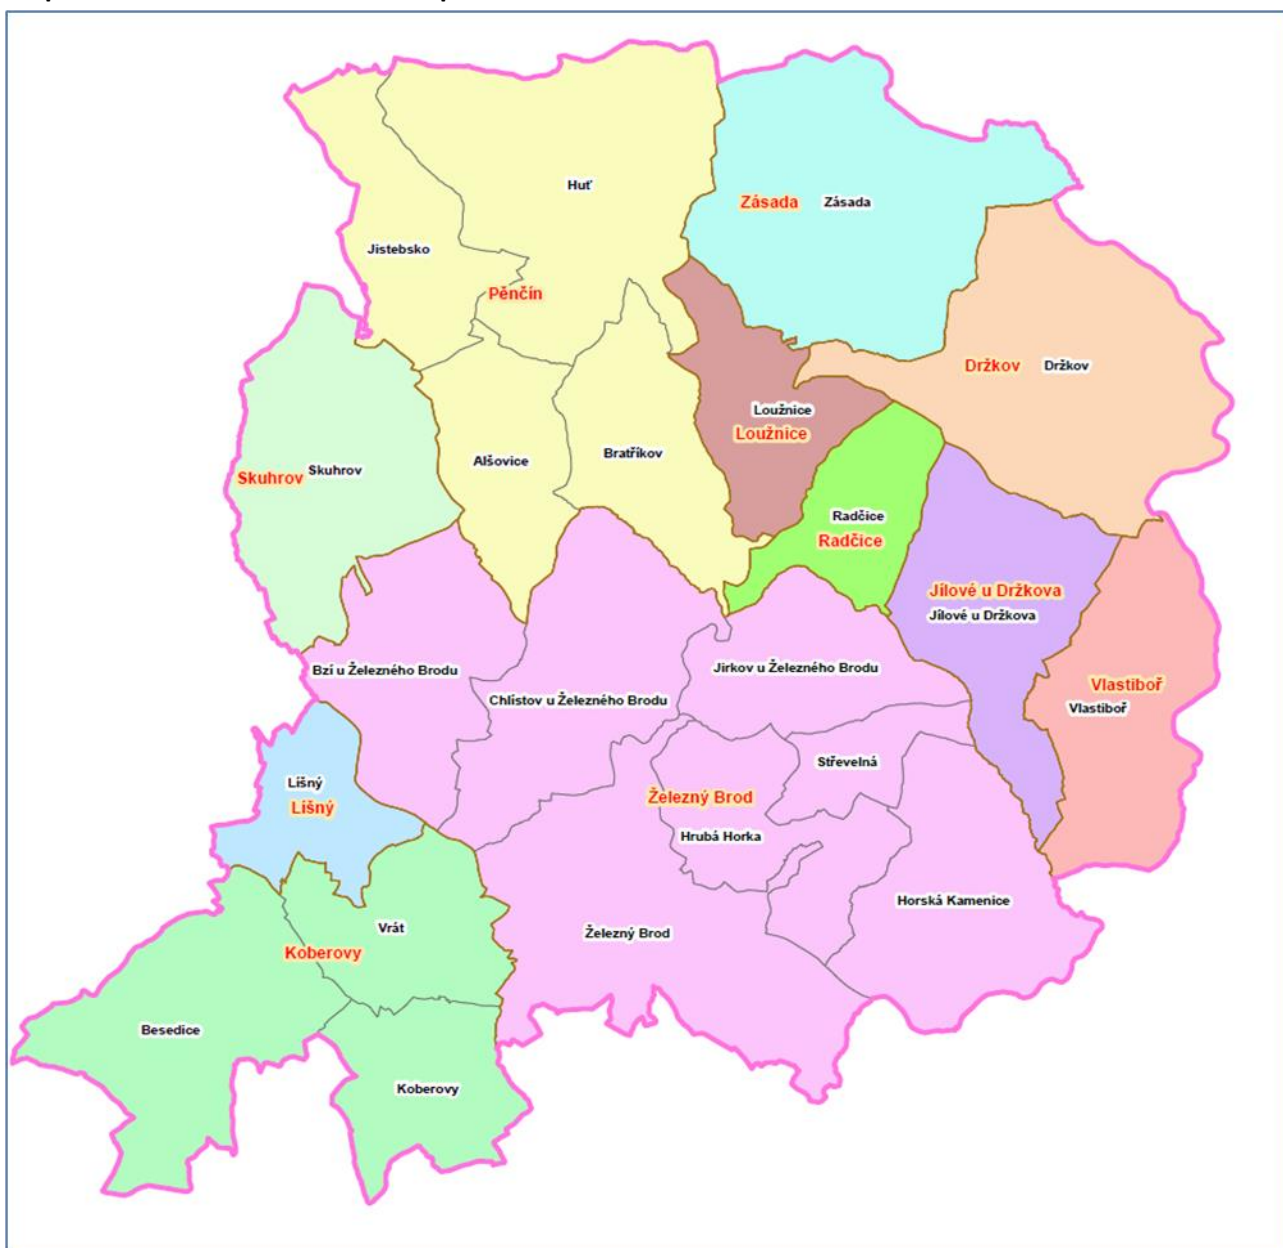 Huť
Zásada
Zásada
Jistebsko
Pěnčín
Držkov
Držkov
Loužnice
Loužnice
Bratříkov
Alšovice
Skuhrov
Skuhrov
Radčice
Radčice
Jílové u Držkova
Jílové u Držkova
Bzí u Železného Brodu
Jirkov u Železného Brodu
Chlístov u Železného Brodu
Vlastiboř
Vlastiboř
Střevelná
Líšný
Líšný
Železný Brod
Hrubá Horka
Horská Kamenice
Vrát
Železný Brod
Koberovy
Besedice
Koberovy